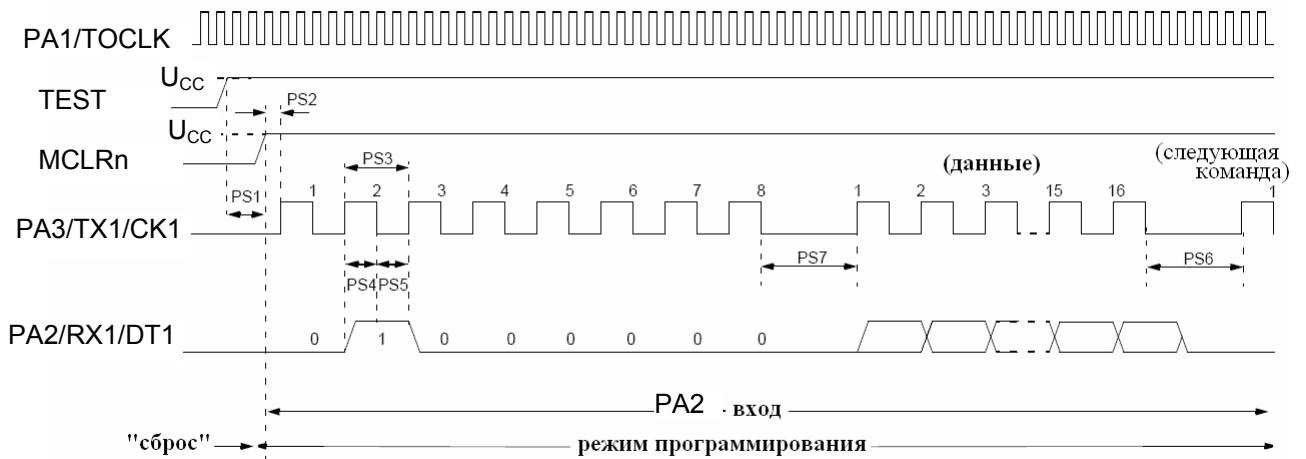 PA1/TOCLK
UCC
TEST
PS2
UCC
MCLRn
PS3
(данные)
(следующая
команда)
PS1
1 2 3 4 5 6 7 8 1 2 3 15 16 1
PA3/TX1/CK1
PS7
PS6
PS4 PS5
PA2/RX1/DT1
0 1 0 0 0 0 0 0
PA2 - вход
"сброс"
режим программирования